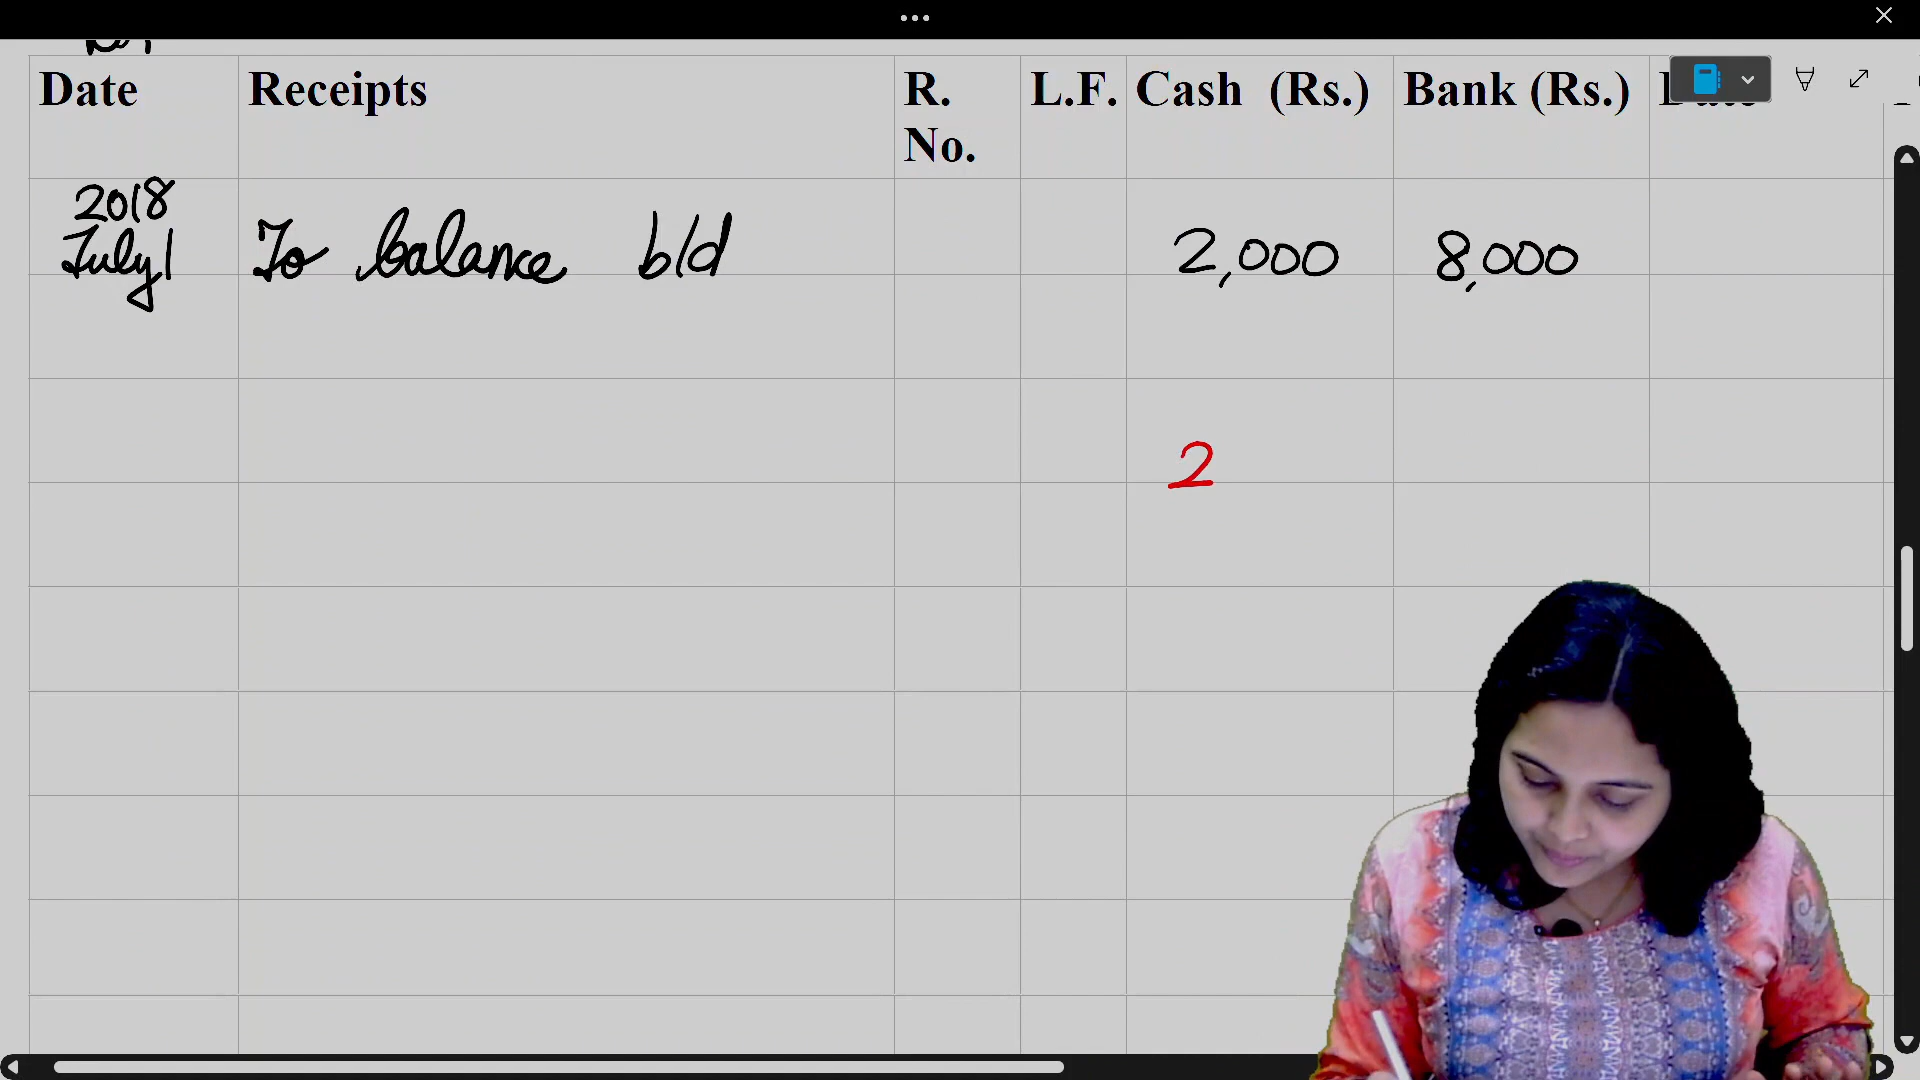 Date Receipts R. No. L.F. Cash (Rs.) Bank (Rs.)
2018
July 1 To balance b/d 2,000 8,000
2